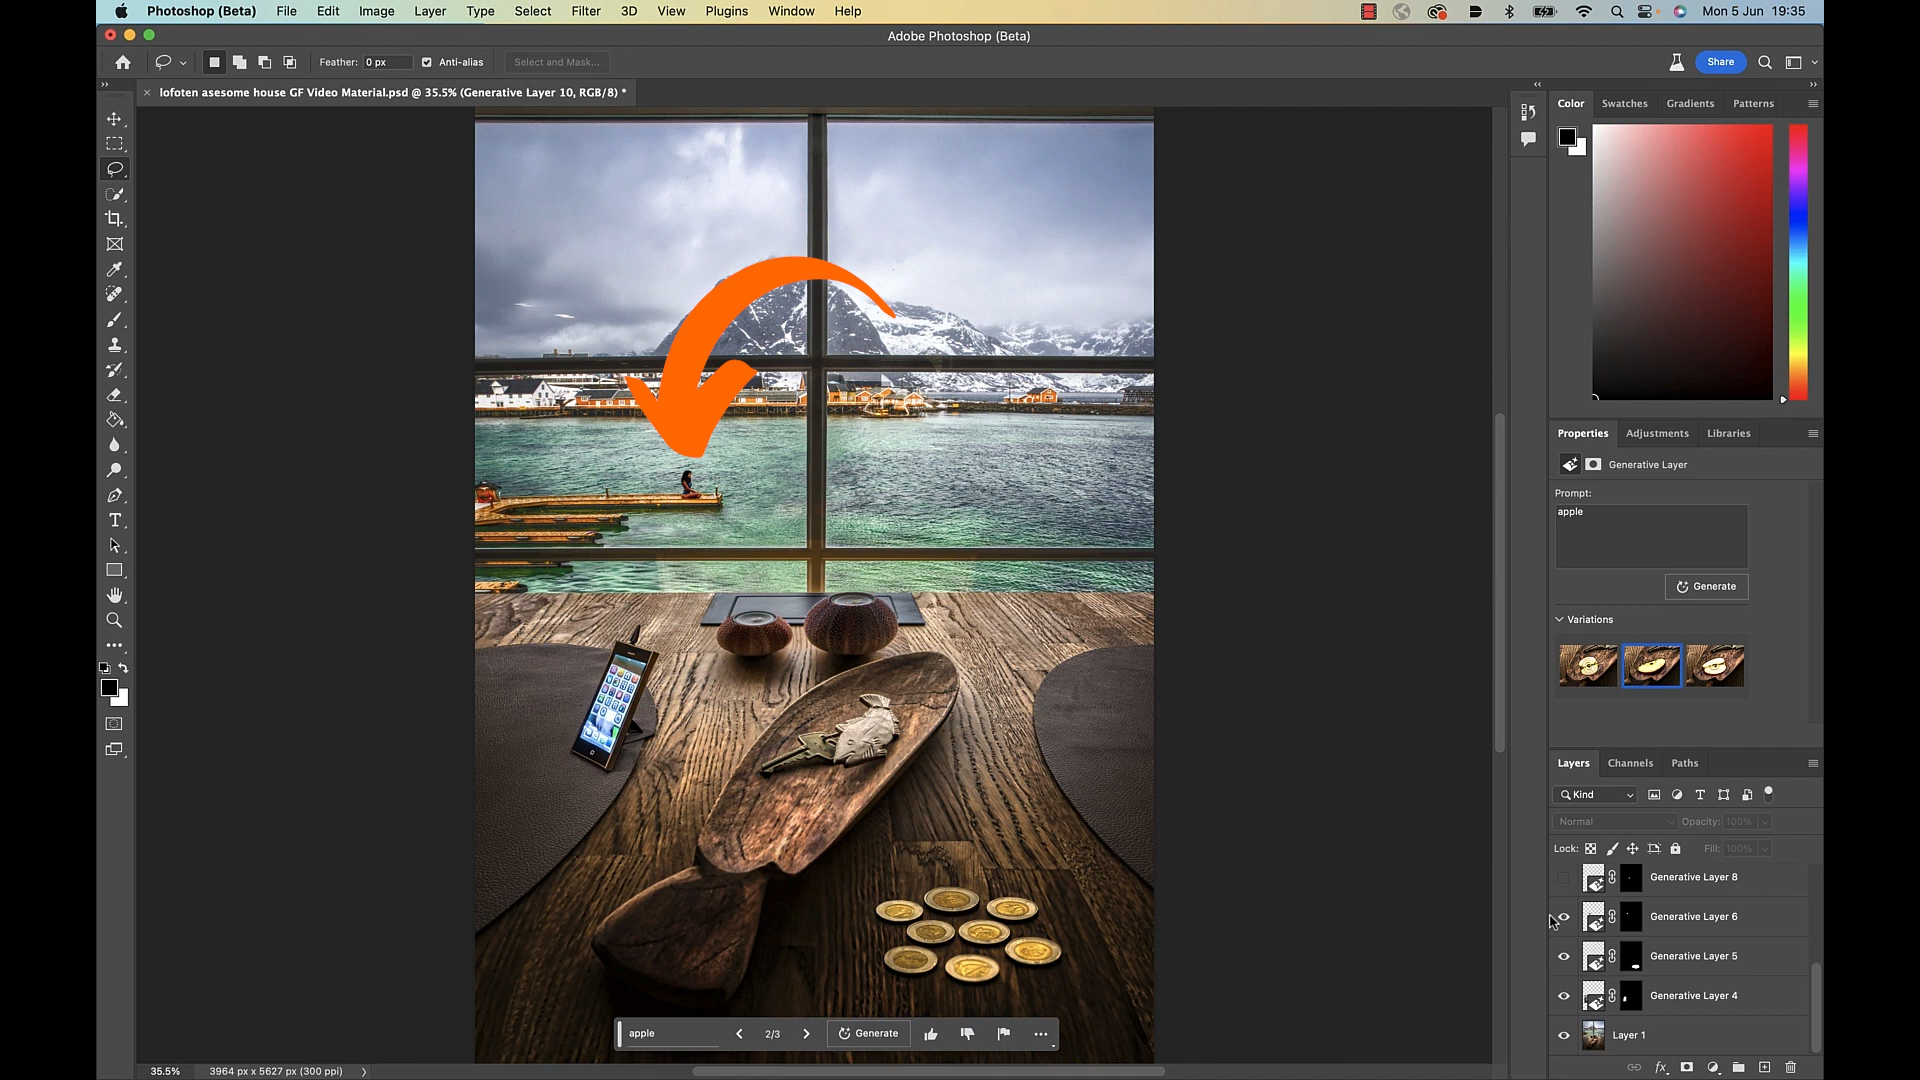 Photoshop (Beta) File Edit Image Layer Type Select Filter 3D View Plugins Window Help Mon 5 Jun 19:35
Adobe Photoshop (Beta)
Feather: 0 px Anti-alias Select and Mask... Share
lofoten asesome house GF Video Material.psd @ 35.5% (Generative Layer 10, RGB/8) *
Color Swatches Gradients Patterns
Properties Adjustments Libraries
Generative Layer
Prompt:
apple
Generate
Variations
Layers Channels Paths
Kind
Normal Opacity: 100%
Lock: Fill: 100%
Generative Layer 8
Generative Layer 6
Generative Layer 5
Generative Layer 4
Layer 1
apple 2/3 Generate
35.5% 3964 px x 5627 px (300 ppi)